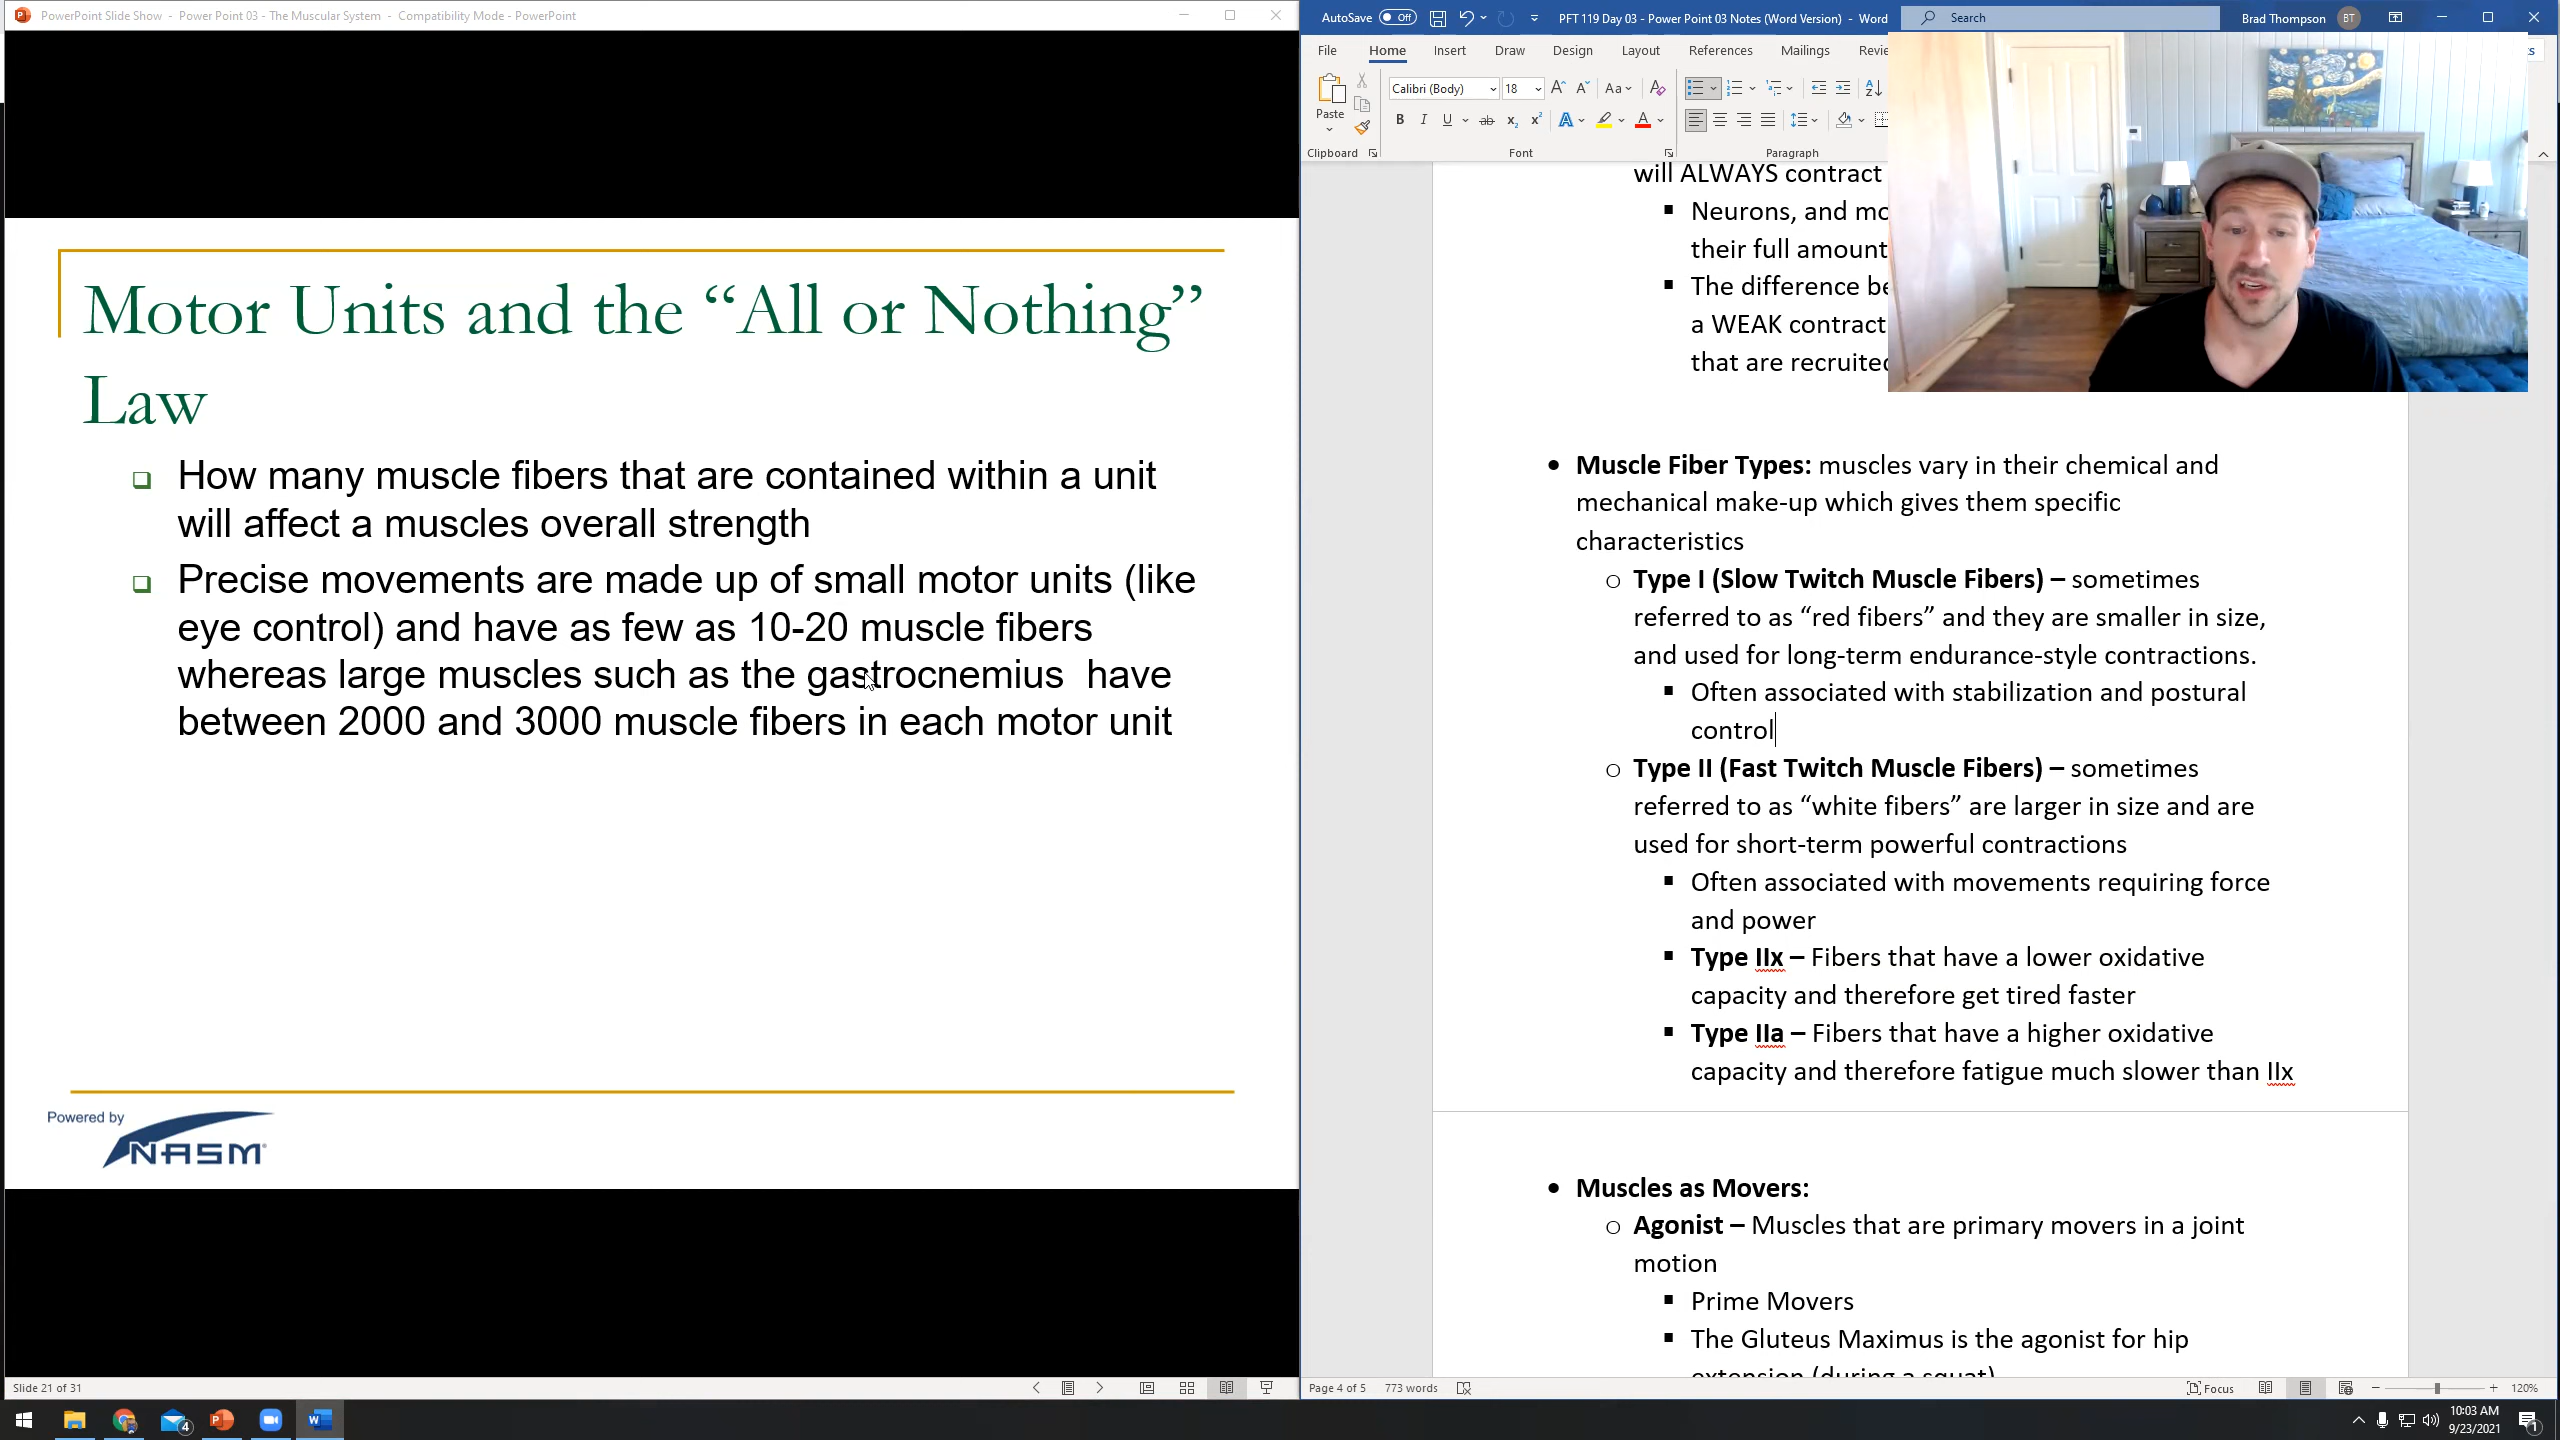 PowerPoint Slide Show - Power Point 03 - The Muscular System - Compatibility Mode - PowerPoint
Motor Units and the “All or Nothing”
Law
How many muscle fibers that are contained within a unit
will affect a muscles overall strength
Precise movements are made up of small motor units (like
eye control) and have as few as 10-20 muscle fibers
whereas large muscles such as the gastrocnemius have
between 2000 and 3000 muscle fibers in each motor unit
Powered by
NASM
Slide 21 of 31
AutoSave Off
PFT 119 Day 03 - Power Point 03 Notes (Word Version) - Word
Search
Brad Thompson BT
File Home Insert Draw Design Layout References Mailings
Paste
Calibri (Body) 18
Clipboard Font Paragraph
will ALWAYS contract
Neurons, and
their full amount
The difference
a WEAK
that are
Muscle Fiber Types: muscles vary in their chemical and
mechanical make-up which gives them specific
characteristics
Type I (Slow Twitch Muscle Fibers) – sometimes
referred to as “red fibers” and they are smaller in size,
and used for long-term endurance-style contractions.
Often associated with stabilization and postural
control
Type II (Fast Twitch Muscle Fibers) – sometimes
referred to as “white fibers” are larger in size and are
used for short-term powerful contractions
Often associated with movements requiring force
and power
Type IIx – Fibers that have a lower oxidative
capacity and therefore get tired faster
Type IIa – Fibers that have a higher oxidative
capacity and therefore fatigue much slower than IIx
Muscles as Movers:
Agonist – Muscles that are primary movers in a joint
motion
Prime Movers
The Gluteus Maximus is the agonist for hip
extension (during a squat)
Page 4 of 5 773 words
Focus
120%
4
10:03 AM
9/23/2021
1